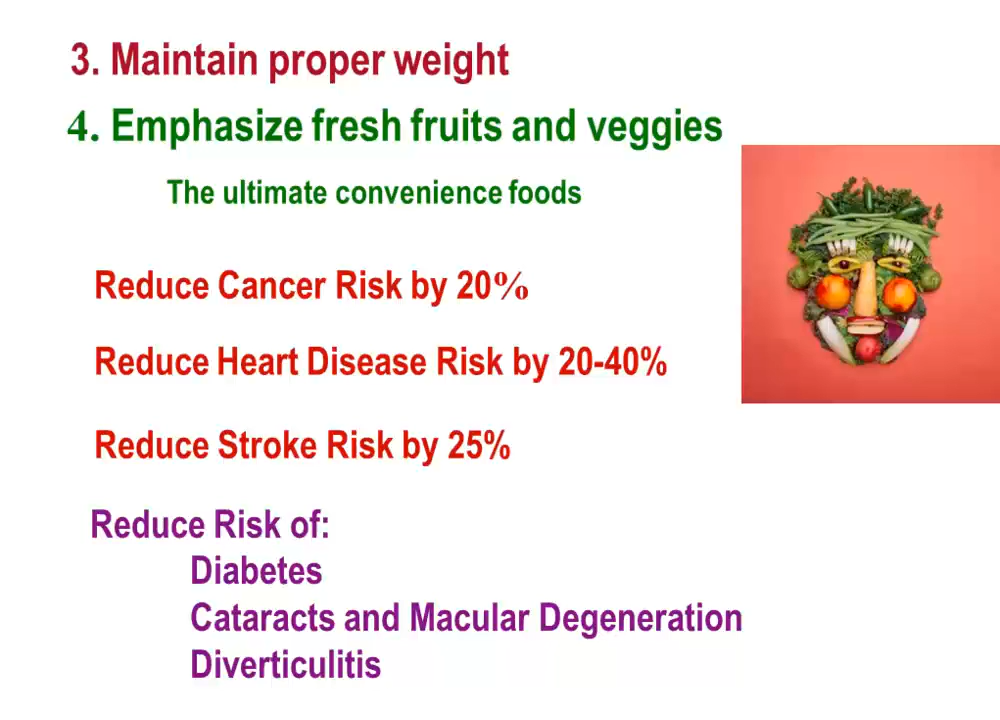 3. Maintain proper weight
4. Emphasize fresh fruits and veggies
The ultimate convenience foods
Reduce Cancer Risk by 20%
Reduce Heart Disease Risk by 20-40%
Reduce Stroke Risk by 25%
Reduce Risk of:
Diabetes
Cataracts and Macular Degeneration
Diverticulitis